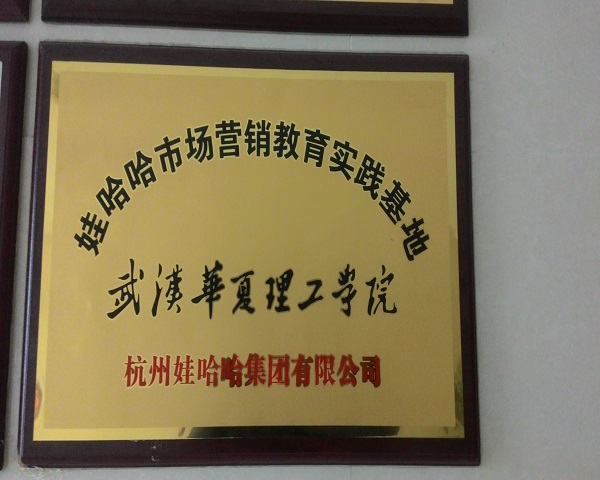 娃哈哈市场营销教育实践基地
武漢華夏理工学院
杭州娃哈哈集团有限公司